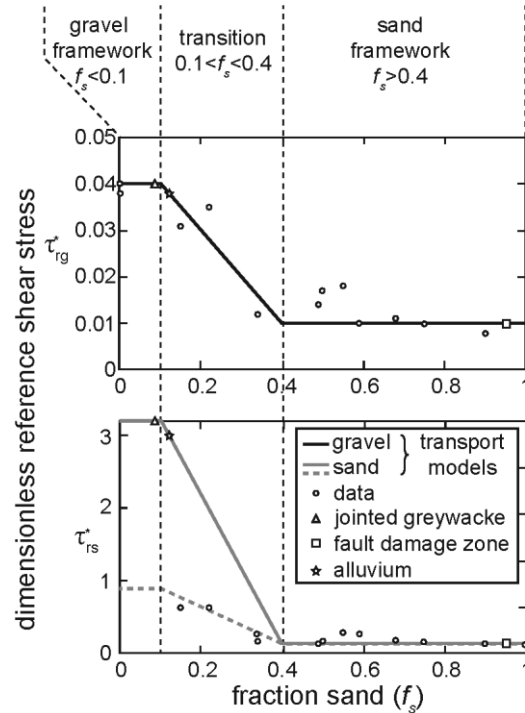 gravel
framework
fs<0.1
transition
0.1<fs<0.4
sand
framework
fs>0.4
dimensionless reference shear stress
τ*rg
0.05
0.04
0.03
0.02
0.01
0
0 0.2 0.4 0.6 0.8 1
τ*rs
3
2
1
0
gravel
sand
} transport
models
data
jointed greywacke
fault damage zone
alluvium
0 0.2 0.4 0.6 0.8 1
fraction sand (fs)